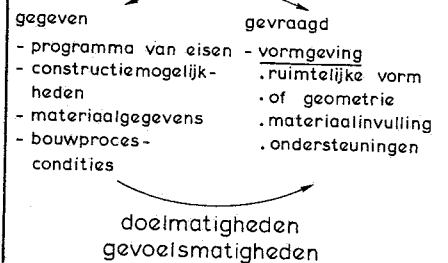 gegeven
- programma van eisen
- constructiemogelijk-
heden
- materiaalgegevens
- bouwproces-
condities
gevraagd
- vormgeving
. ruimtelijke vorm
. of geometrie
. materiaalinvulling
. ondersteuningen
doelmatigheden
gevoelsmatigheden